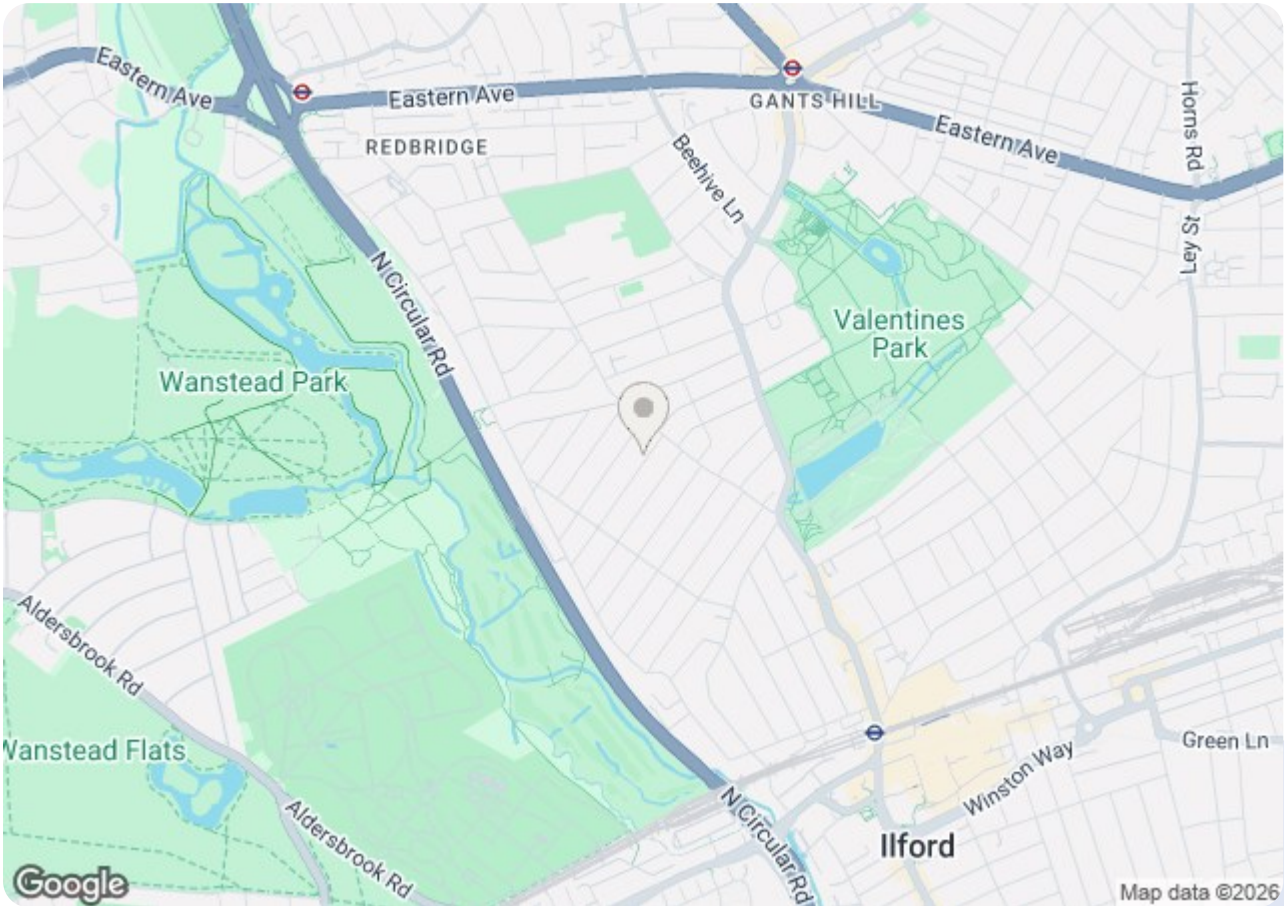 Eastern Ave
Eastern Ave
GANTS HILL
Eastern Ave
Horns Rd
REDBRIDGE
Beehive Ln
Ley St
N Circular Rd
Valentines
Park
Wanstead Park
Aldersbrook Rd
Wanstead Flats
Green Ln
Winston Way
N Circular Rd
Aldersbrook Rd
Ilford
Google
Map data ©2026